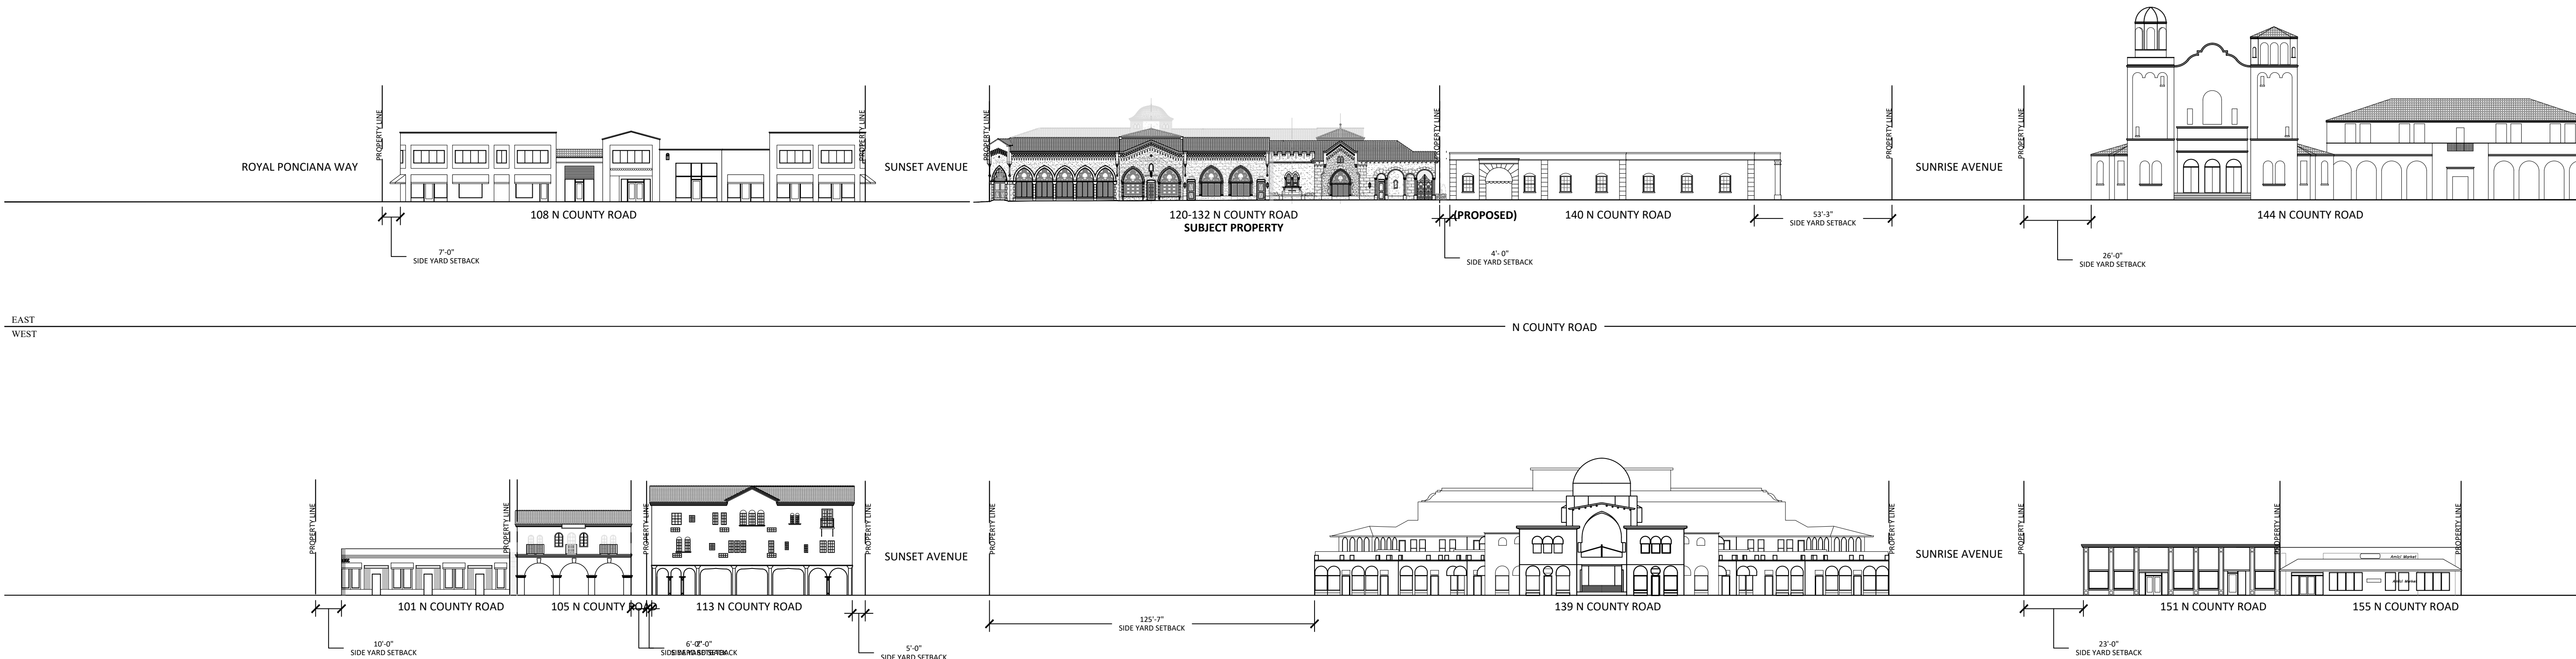 PROPERTY LINE
PROPERTY LINE
PROPERTY LINE
PROPERTY LINE
PROPERTY LINE
PROPERTY LINE
ROYAL PONCIANA WAY
SUNSET AVENUE
SUNRISE AVENUE
108 N COUNTY ROAD
120-132 N COUNTY ROAD
SUBJECT PROPERTY
(PROPOSED)
140 N COUNTY ROAD
53'-3"
SIDE YARD SETBACK
144 N COUNTY ROAD
7'-0"
SIDE YARD SETBACK
4'- 0"
SIDE YARD SETBACK
26'-0"
SIDE YARD SETBACK
EAST
WEST
N COUNTY ROAD
PROPERTY LINE
PROPERTY LINE
PROPERTY LINE
PROPERTY LINE
PROPERTY LINE
PROPERTY LINE
PROPERTY LINE
PROPERTY LINE
PROPERTY LINE
SUNSET AVENUE
SUNRISE AVENUE
Amici Market
Amici Market
101 N COUNTY ROAD
105 N COUNTY ROAD
113 N COUNTY ROAD
139 N COUNTY ROAD
151 N COUNTY ROAD
155 N COUNTY ROAD
125'-7"
SIDE YARD SETBACK
10'-0"
SIDE YARD SETBACK
5'-0"
SIDE YARD SETBACK
23'-0"
SIDE YARD SETBACK